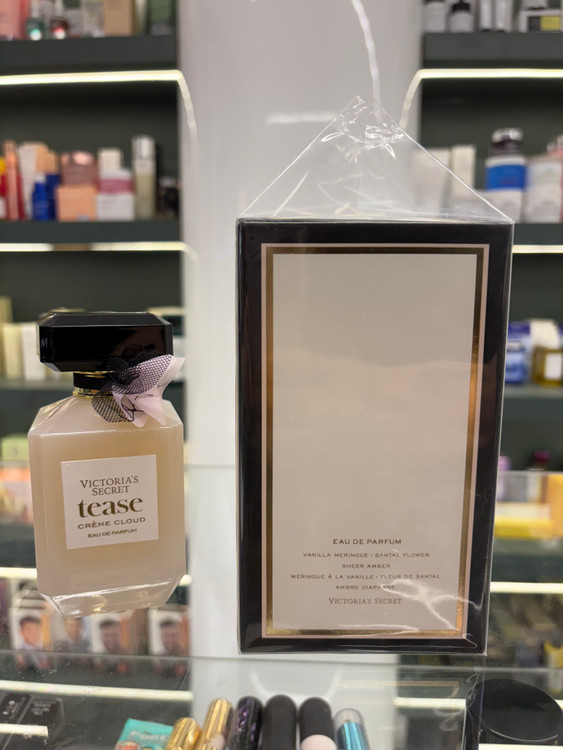 VICTORIA'S
SECRET
tease
CRÈME CLOUD
EAU DE PARFUM
EAU DE PARFUM
VANILLA MERINGUE • SANTAL FLOWER
SHEER AMBER
MERINGUE À LA VANILLE • FLEUR DE SANTAL
AMBRE DIAPHANE
VICTORIA'S SECRET